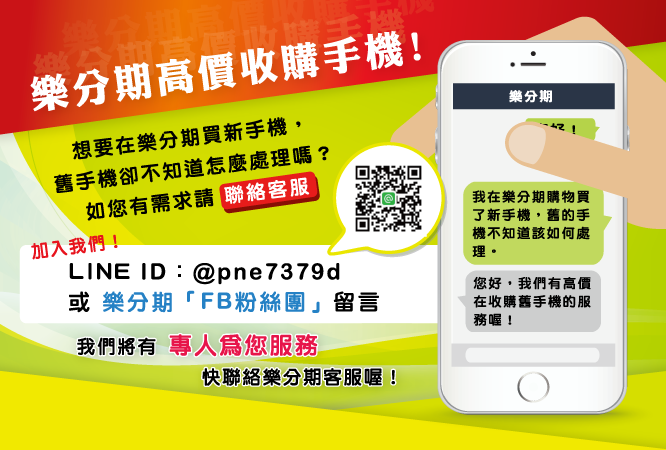 樂分期高價收購手機!
想要在樂分期買新手機，
舊手機卻不知道怎麼處理嗎？
如您有需求請 聯絡客服
加入我們！
LINE ID：@pne7379d
或 樂分期「FB粉絲團」留言
我們將有 專人為您服務
快聯絡樂分期客服喔！
樂分期
好！
我在樂分期購物買
了新手機，舊的手
機不知道該如何處
理。
您好，我們有高價
在收購舊手機的服
務喔！